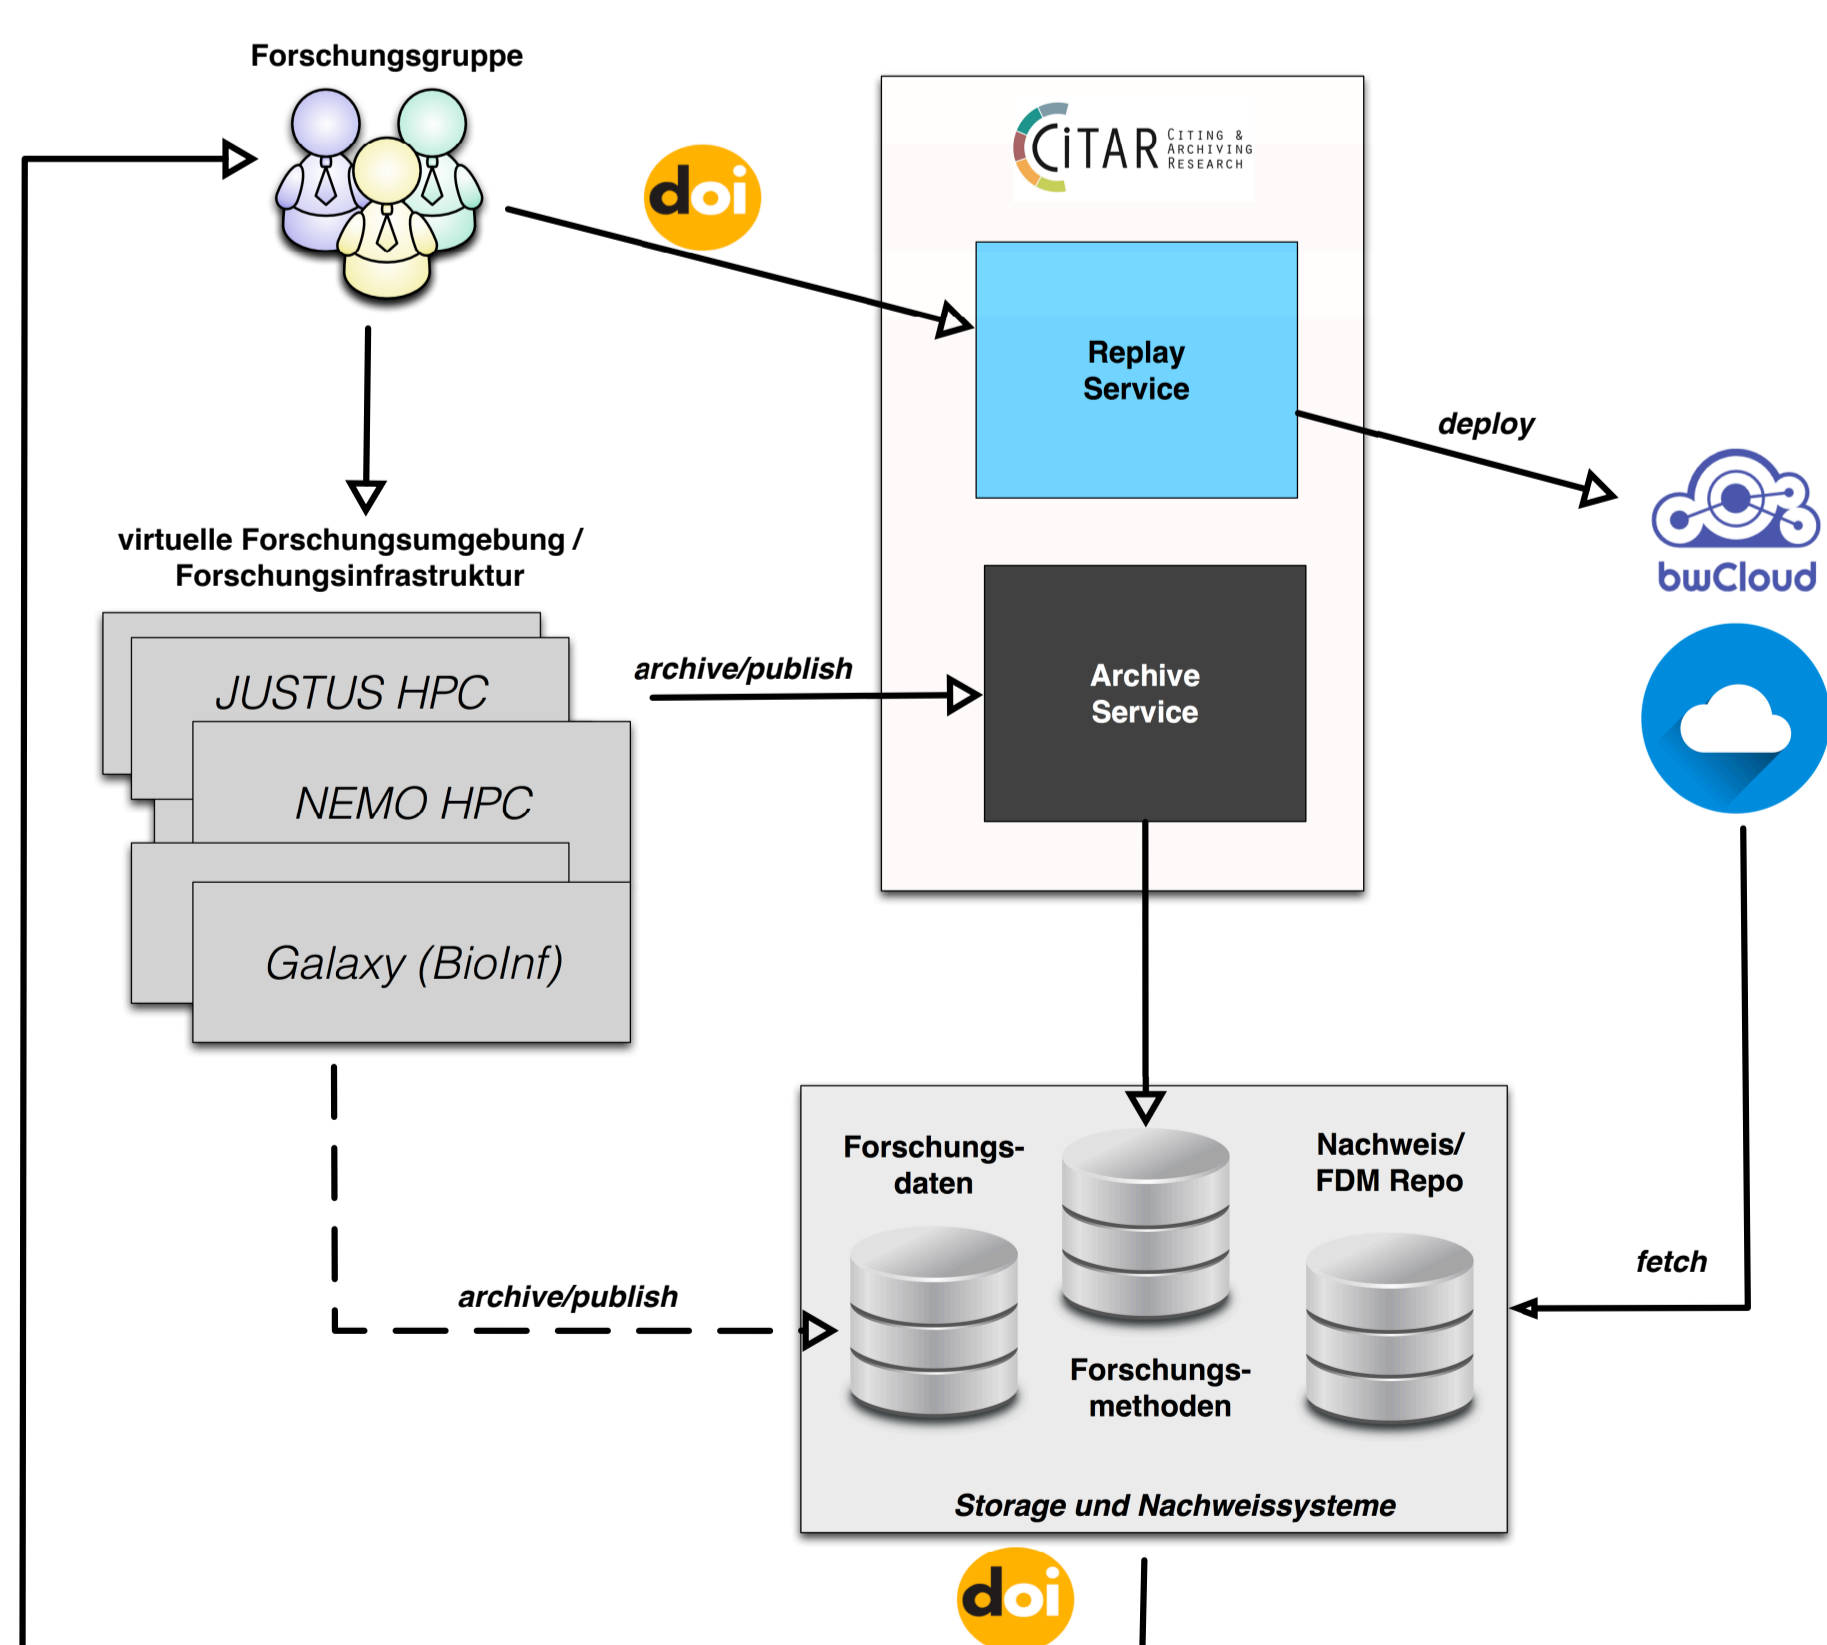 Forschungsgruppe
doi
CiTAR CITING &
ARCHIVING
RESEARCH
Replay
Service
deploy
bwCloud
virtuelle Forschungsumgebung /
Forschungsinfrastruktur
JUSTUS HPC
NEMO HPC
Galaxy (BioInf)
archive/publish
Archive
Service
archive/publish
Forschungs-
daten
Forschungs-
methoden
Nachweis/
FDM Repo
fetch
Storage und Nachweissysteme
doi